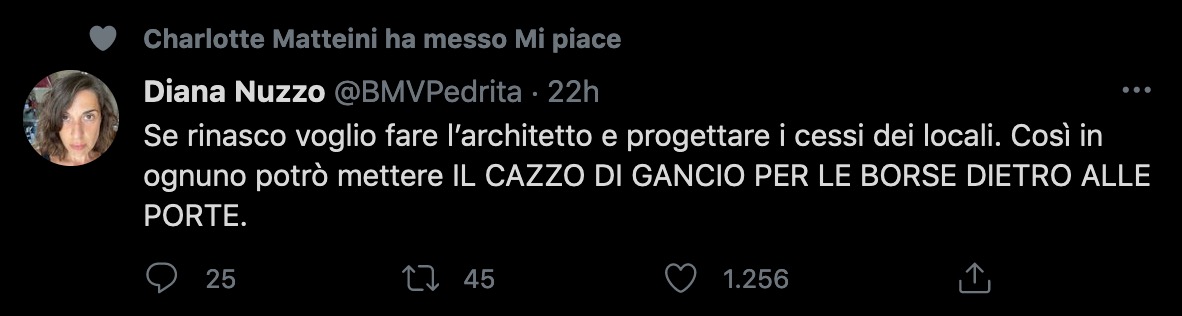 Charlotte Matteini ha messo Mi piace
Diana Nuzzo @BMVPedrita · 22h
Se rinasco voglio fare l’architetto e progettare i cessi dei locali. Così in
ognuno potrò mettere IL CAZZO DI GANCIO PER LE BORSE DIETRO ALLE
PORTE.
25 45 1.256